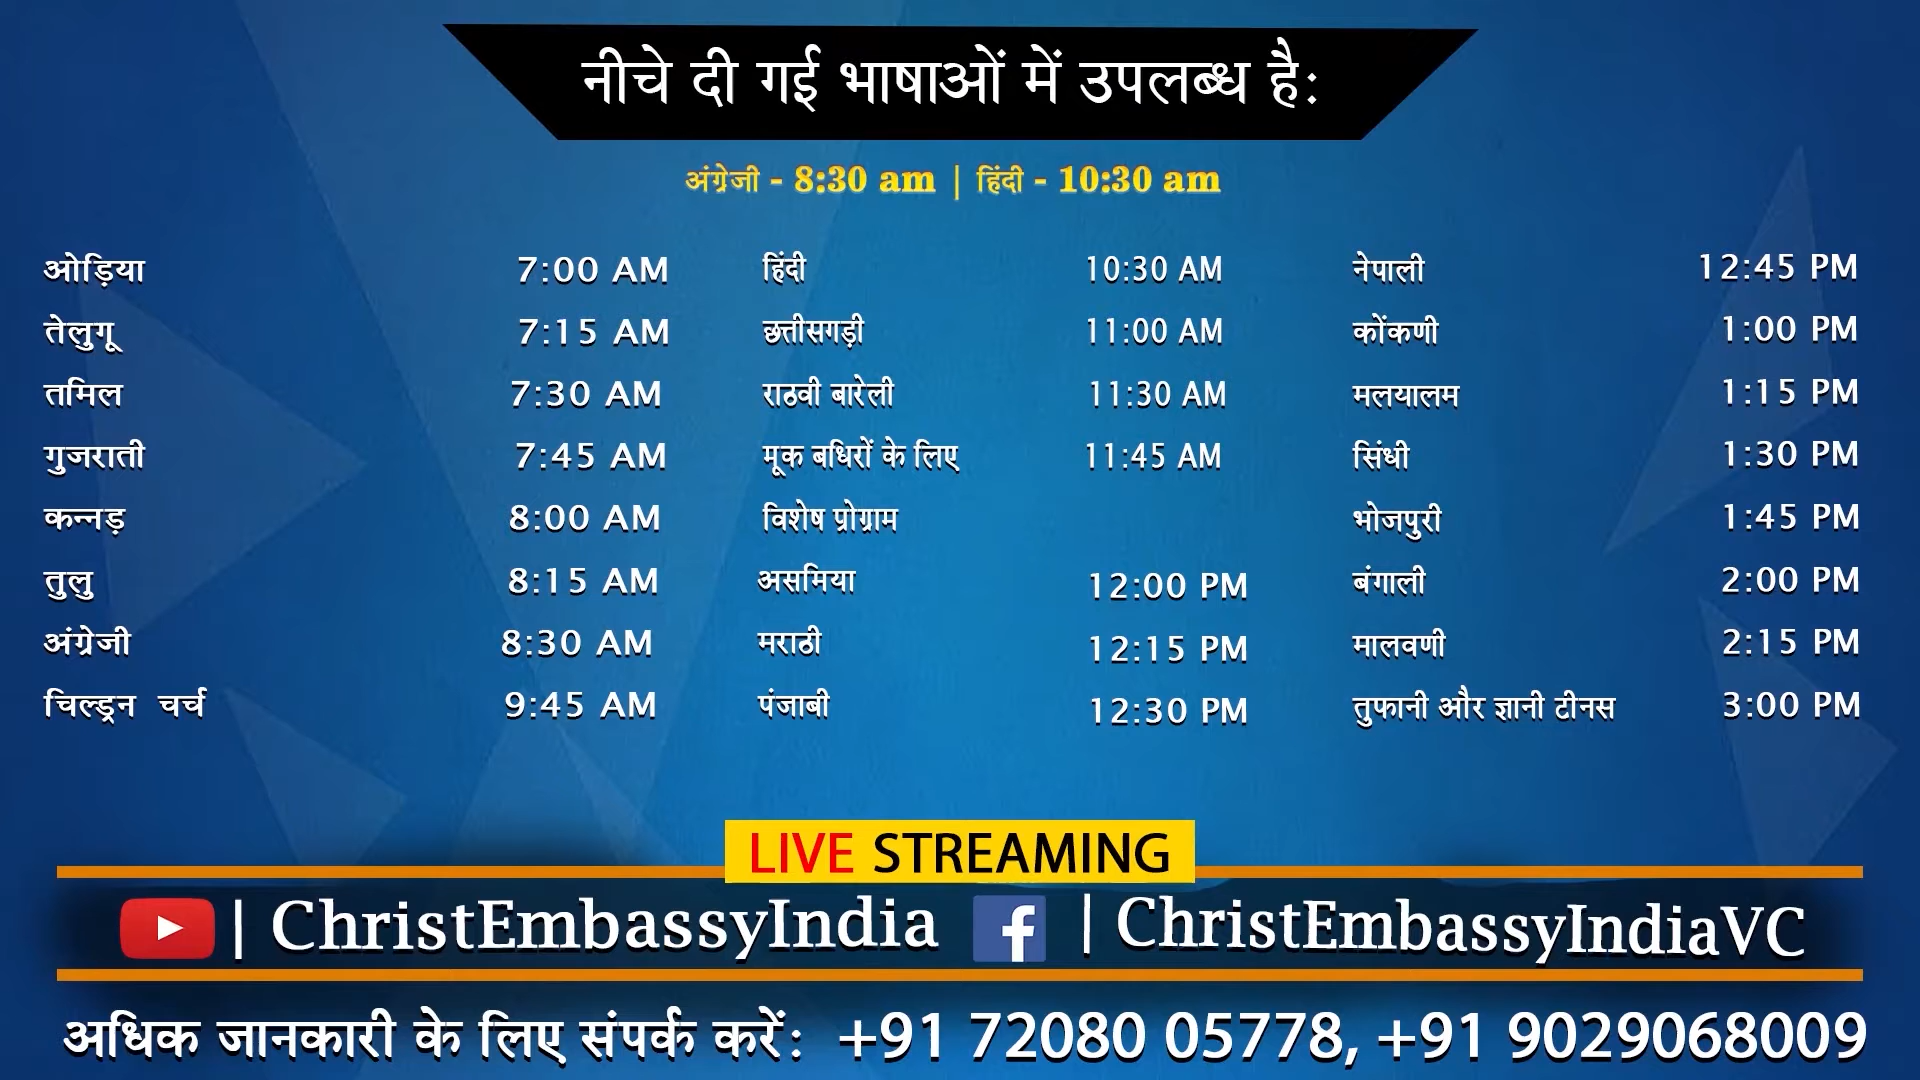 नीचे दी गई भाषाओं में उपलब्ध है:
अंग्रेजी - 8:30 am | हिंदी - 10:30 am
ओड़िया 7:00 AM
तेलुगू 7:15 AM
तमिल 7:30 AM
गुजराती 7:45 AM
कन्नड़ 8:00 AM
तुलु 8:15 AM
अंग्रेजी 8:30 AM
चिल्ड्रन चर्च 9:45 AM
हिंदी 10:30 AM
छत्तीसगड़ी 11:00 AM
राठवी बारेली 11:30 AM
मूक बधिरों के लिए 11:45 AM
विशेष प्रोग्राम
असमिया 12:00 PM
मराठी 12:15 PM
पंजाबी 12:30 PM
नेपाली 12:45 PM
कोंकणी 1:00 PM
मलयालम 1:15 PM
सिंधी 1:30 PM
भोजपुरी 1:45 PM
बंगाली 2:00 PM
मालवणी 2:15 PM
तुफानी और ज्ञानी टीनस 3:00 PM
LIVE STREAMING
| ChristEmbassyIndia f | ChristEmbassyIndiaVC
अधिक जानकारी के लिए संपर्क करें: +91 72080 05778, +91 9029068009